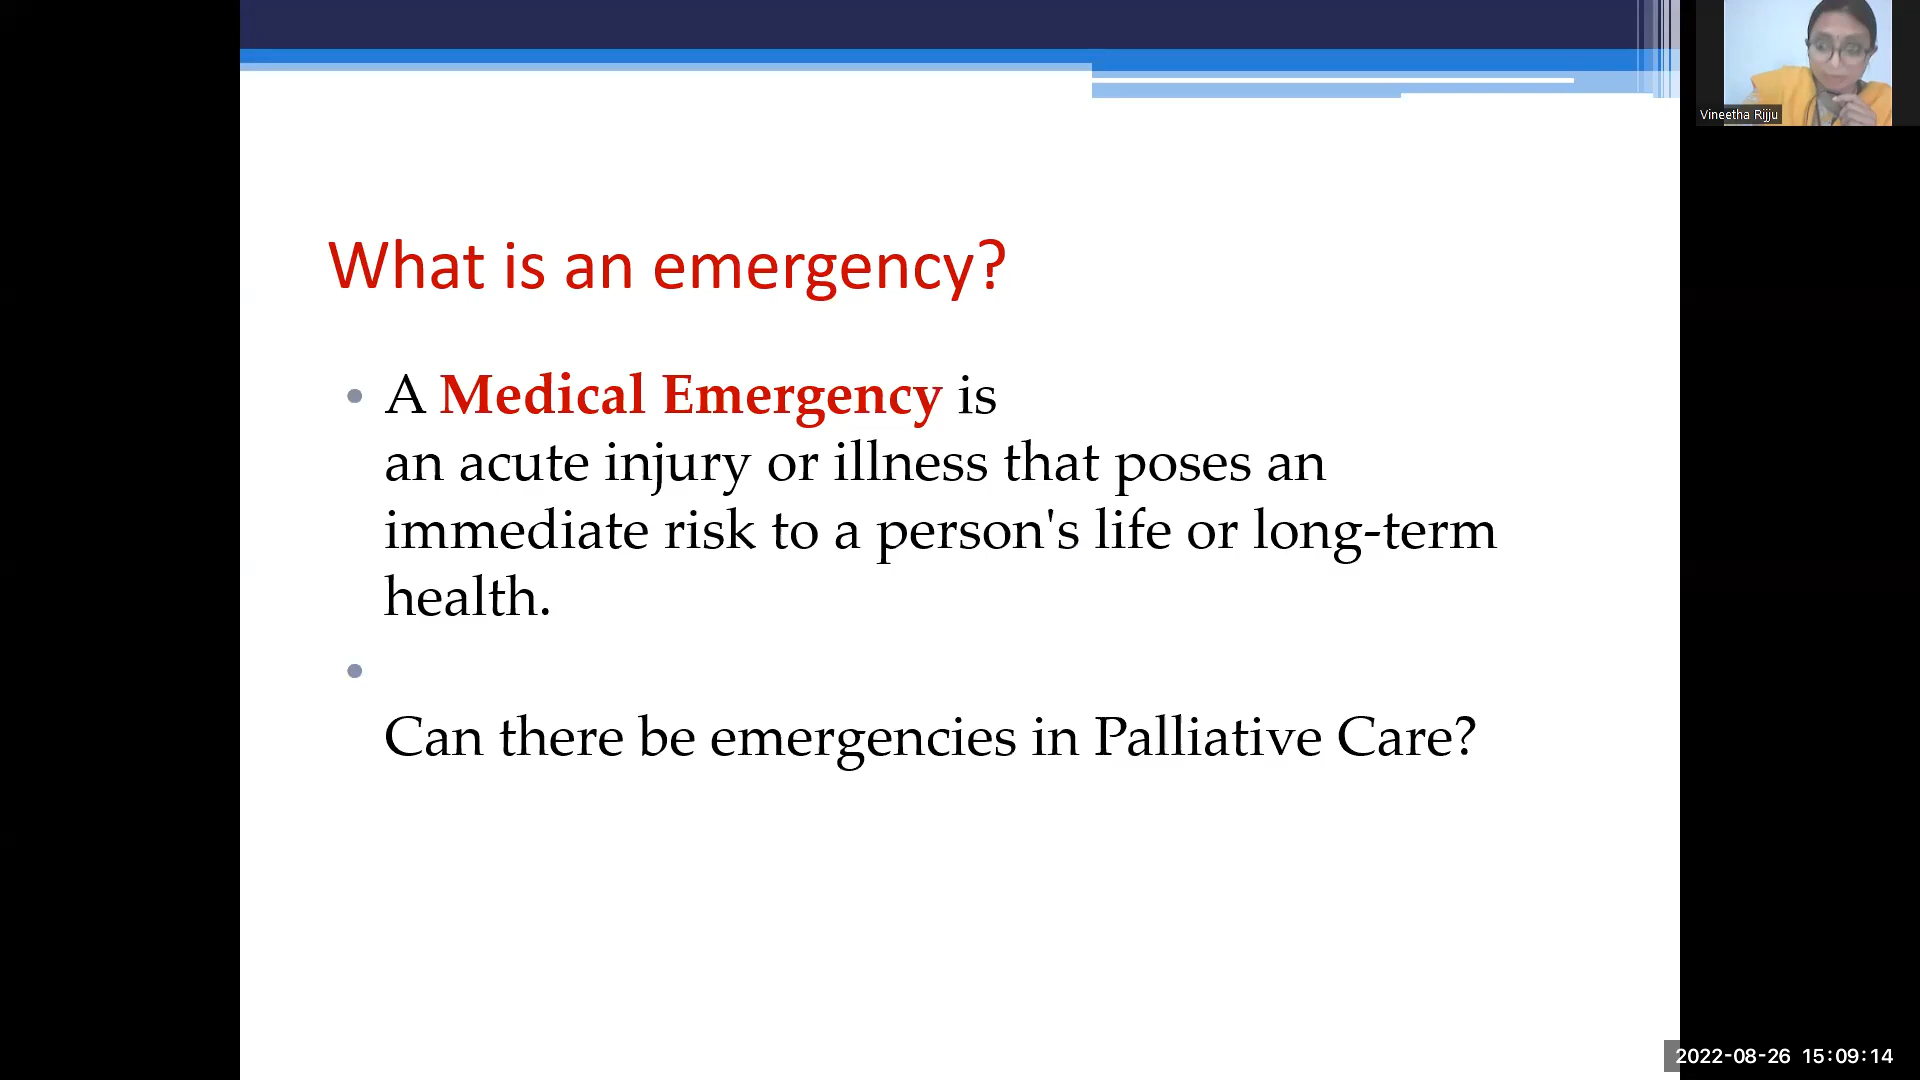 Vineetha Rijju
What is an emergency?
• A Medical Emergency is
an acute injury or illness that poses an
immediate risk to a person's life or long-term
health.
•
Can there be emergencies in Palliative Care?
2022-08-26 15:09:14